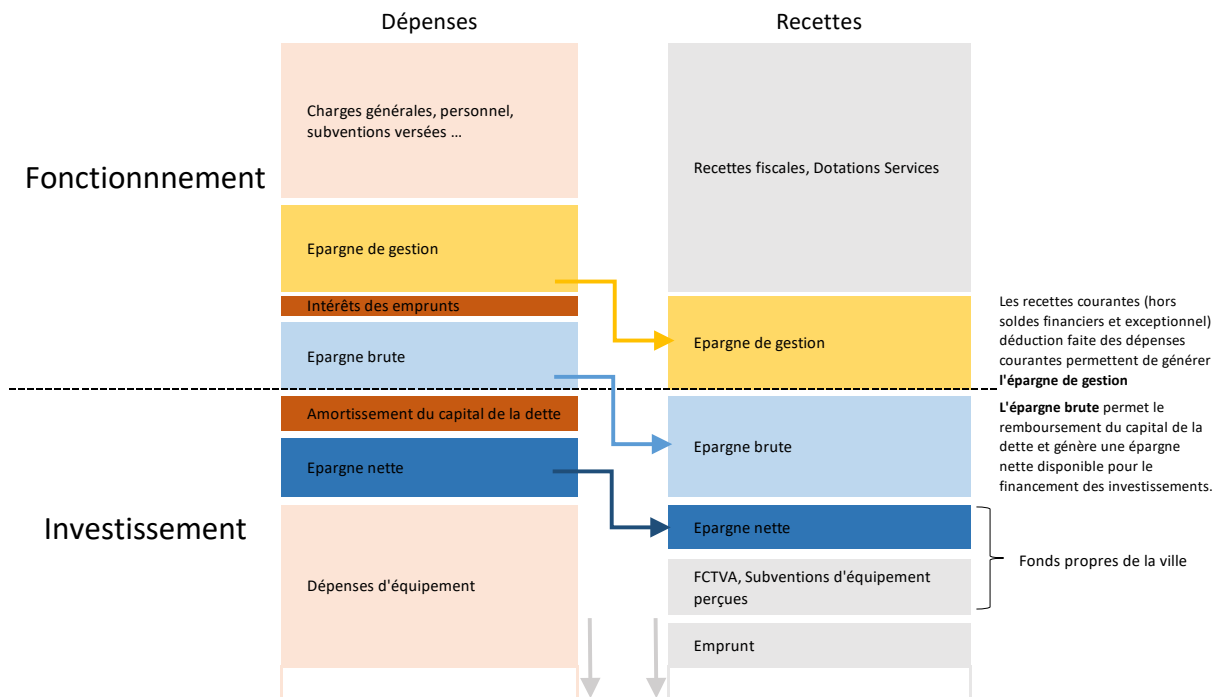 Dépenses
Recettes
Fonctionnnement
Charges générales, personnel,
subventions versées …
Recettes fiscales, Dotations Services
Epargne de gestion
Intérêts des emprunts
Epargne brute
Epargne de gestion
Les recettes courantes (hors
soldes financiers et exceptionnel)
déduction faite des dépenses
courantes permettent de générer
l'épargne de gestion
Investissement
Amortissement du capital de la dette
Epargne nette
Dépenses d'équipement
Epargne brute
L'épargne brute permet le
remboursement du capital de la
dette et génère une épargne
nette disponible pour le
financement des investissements.
Epargne nette
FCTVA, Subventions d'équipement
perçues
Fonds propres de la ville
Emprunt